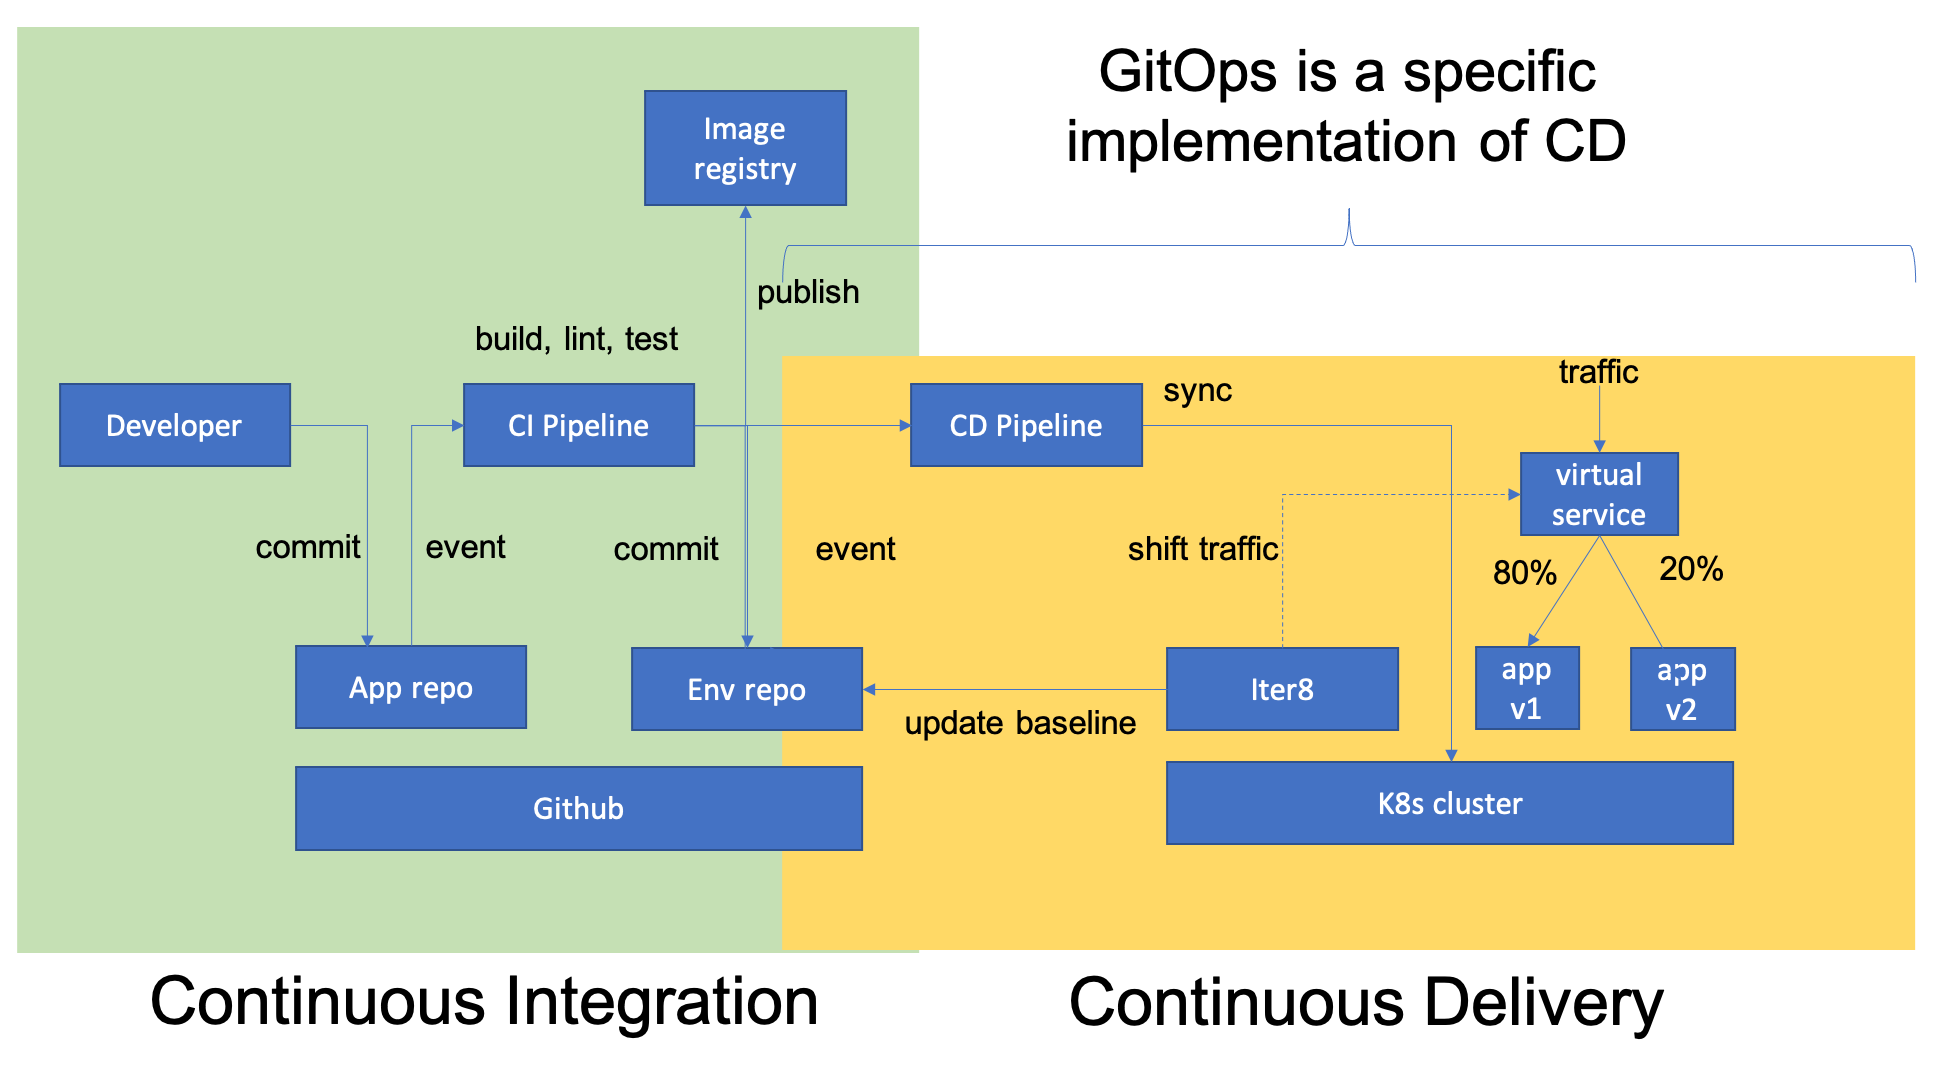 GitOps is a specific
implementation of CD
Image
registry
publish
build, lint, test
Developer
CI Pipeline
CD Pipeline
sync
traffic
virtual
service
commit
event
commit
event
shift traffic
80%
20%
App repo
Env repo
Iter8
app
v1
app
v2
update baseline
Github
K8s cluster
Continuous Integration
Continuous Delivery